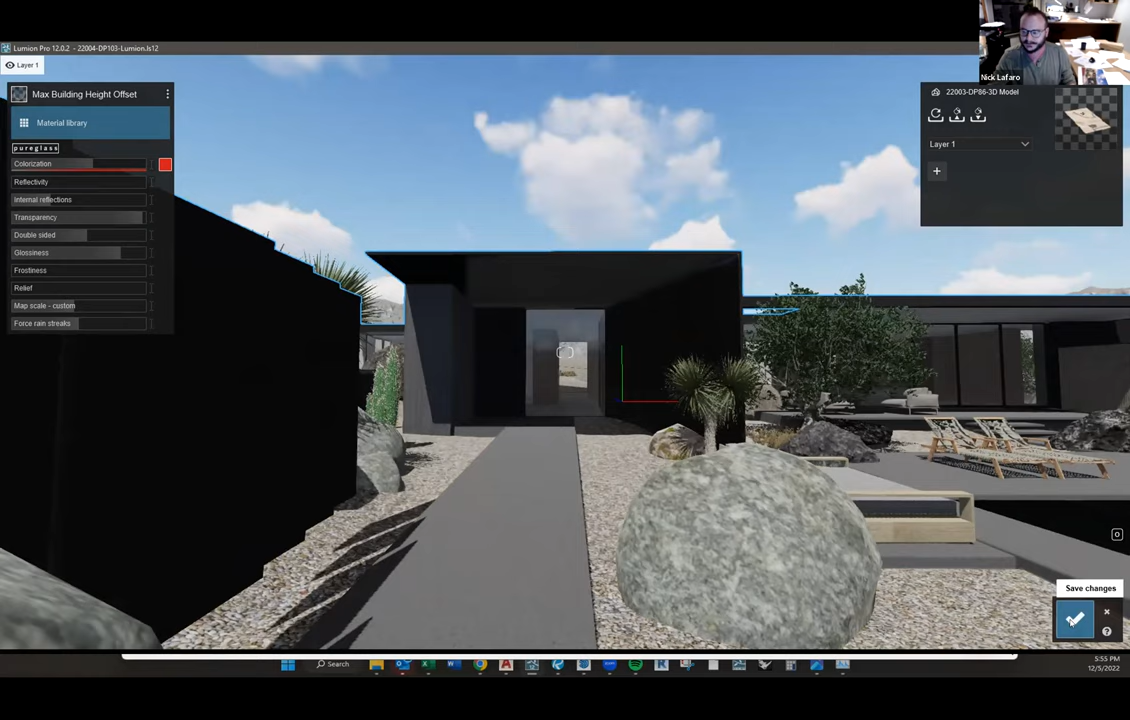 Lumion Pro 12.0.2 - 22004-DP103-Lumion.ls12
Layer 1
Nick Lafaro
Max Building Height Offset
Material library
pureglass
Colorization
Reflectivity
Internal reflections
Transparency
Double sided
Glossiness
Frostiness
Relief
Map scale - custom
Force rain streaks
22003-DP86-3D Model
Layer 1
Save changes
Search
5:55 PM
12/5/2022